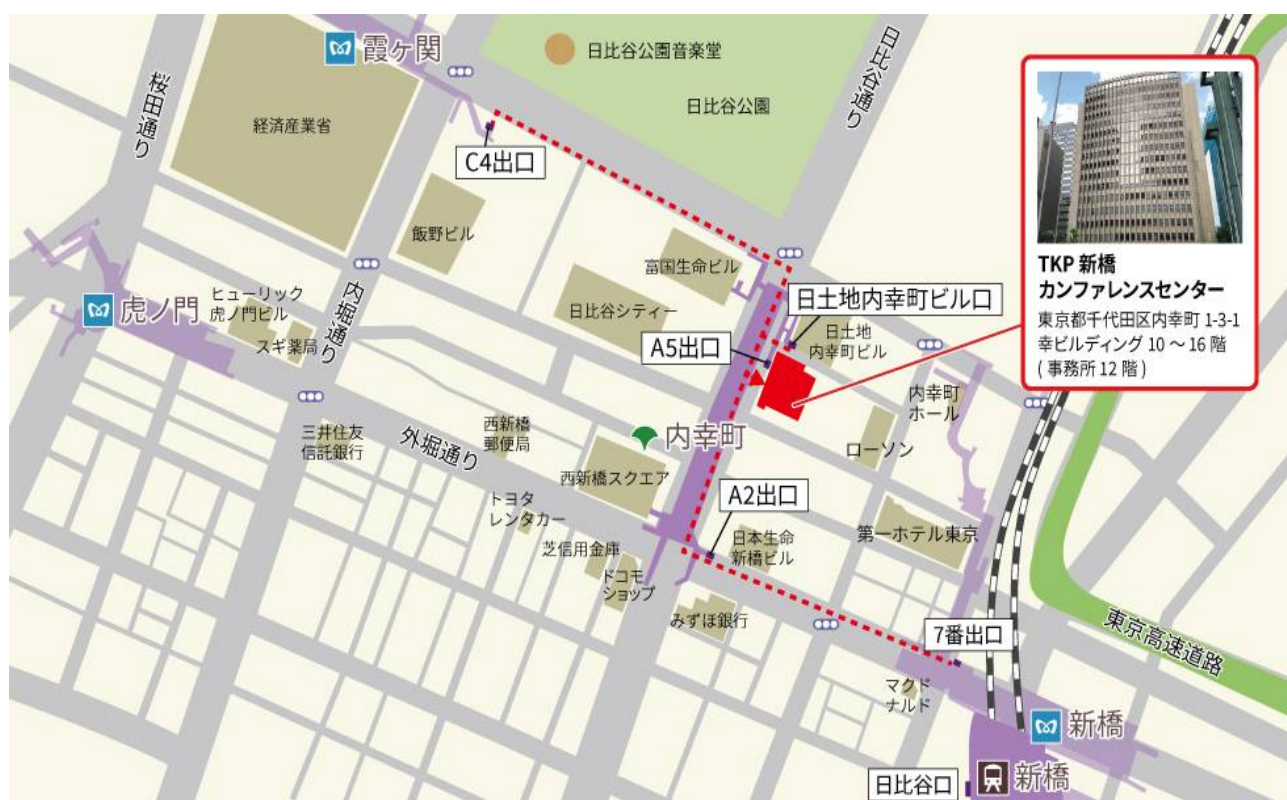 霞ヶ関
日比谷公園音楽堂
日比谷公園
日比谷通り
桜田通り
経済産業省
C4出口
飯野ビル
富国生命ビル
日比谷シティー
日土地内幸町ビル口
日土地
内幸町ビル
A5出口
TKP 新橋
カンファレンスセンター
東京都千代田区内幸町 1-3-1
幸ビルディング 10 ～ 16 階
( 事務所 12 階 )
虎ノ門
ヒューリック
虎ノ門ビル
スギ薬局
内堀通り
内幸町
ホール
ローソン
三井住友
信託銀行
外堀通り
西新橋
郵便局
内幸町
西新橋スクエア
A2出口
トヨタ
レンタカー
芝信用金庫
ドコモ
ショップ
日本生命
新橋ビル
第一ホテル東京
みずほ銀行
7番出口
東京高速道路
マクド
ナルド
新橋
日比谷口
新橋